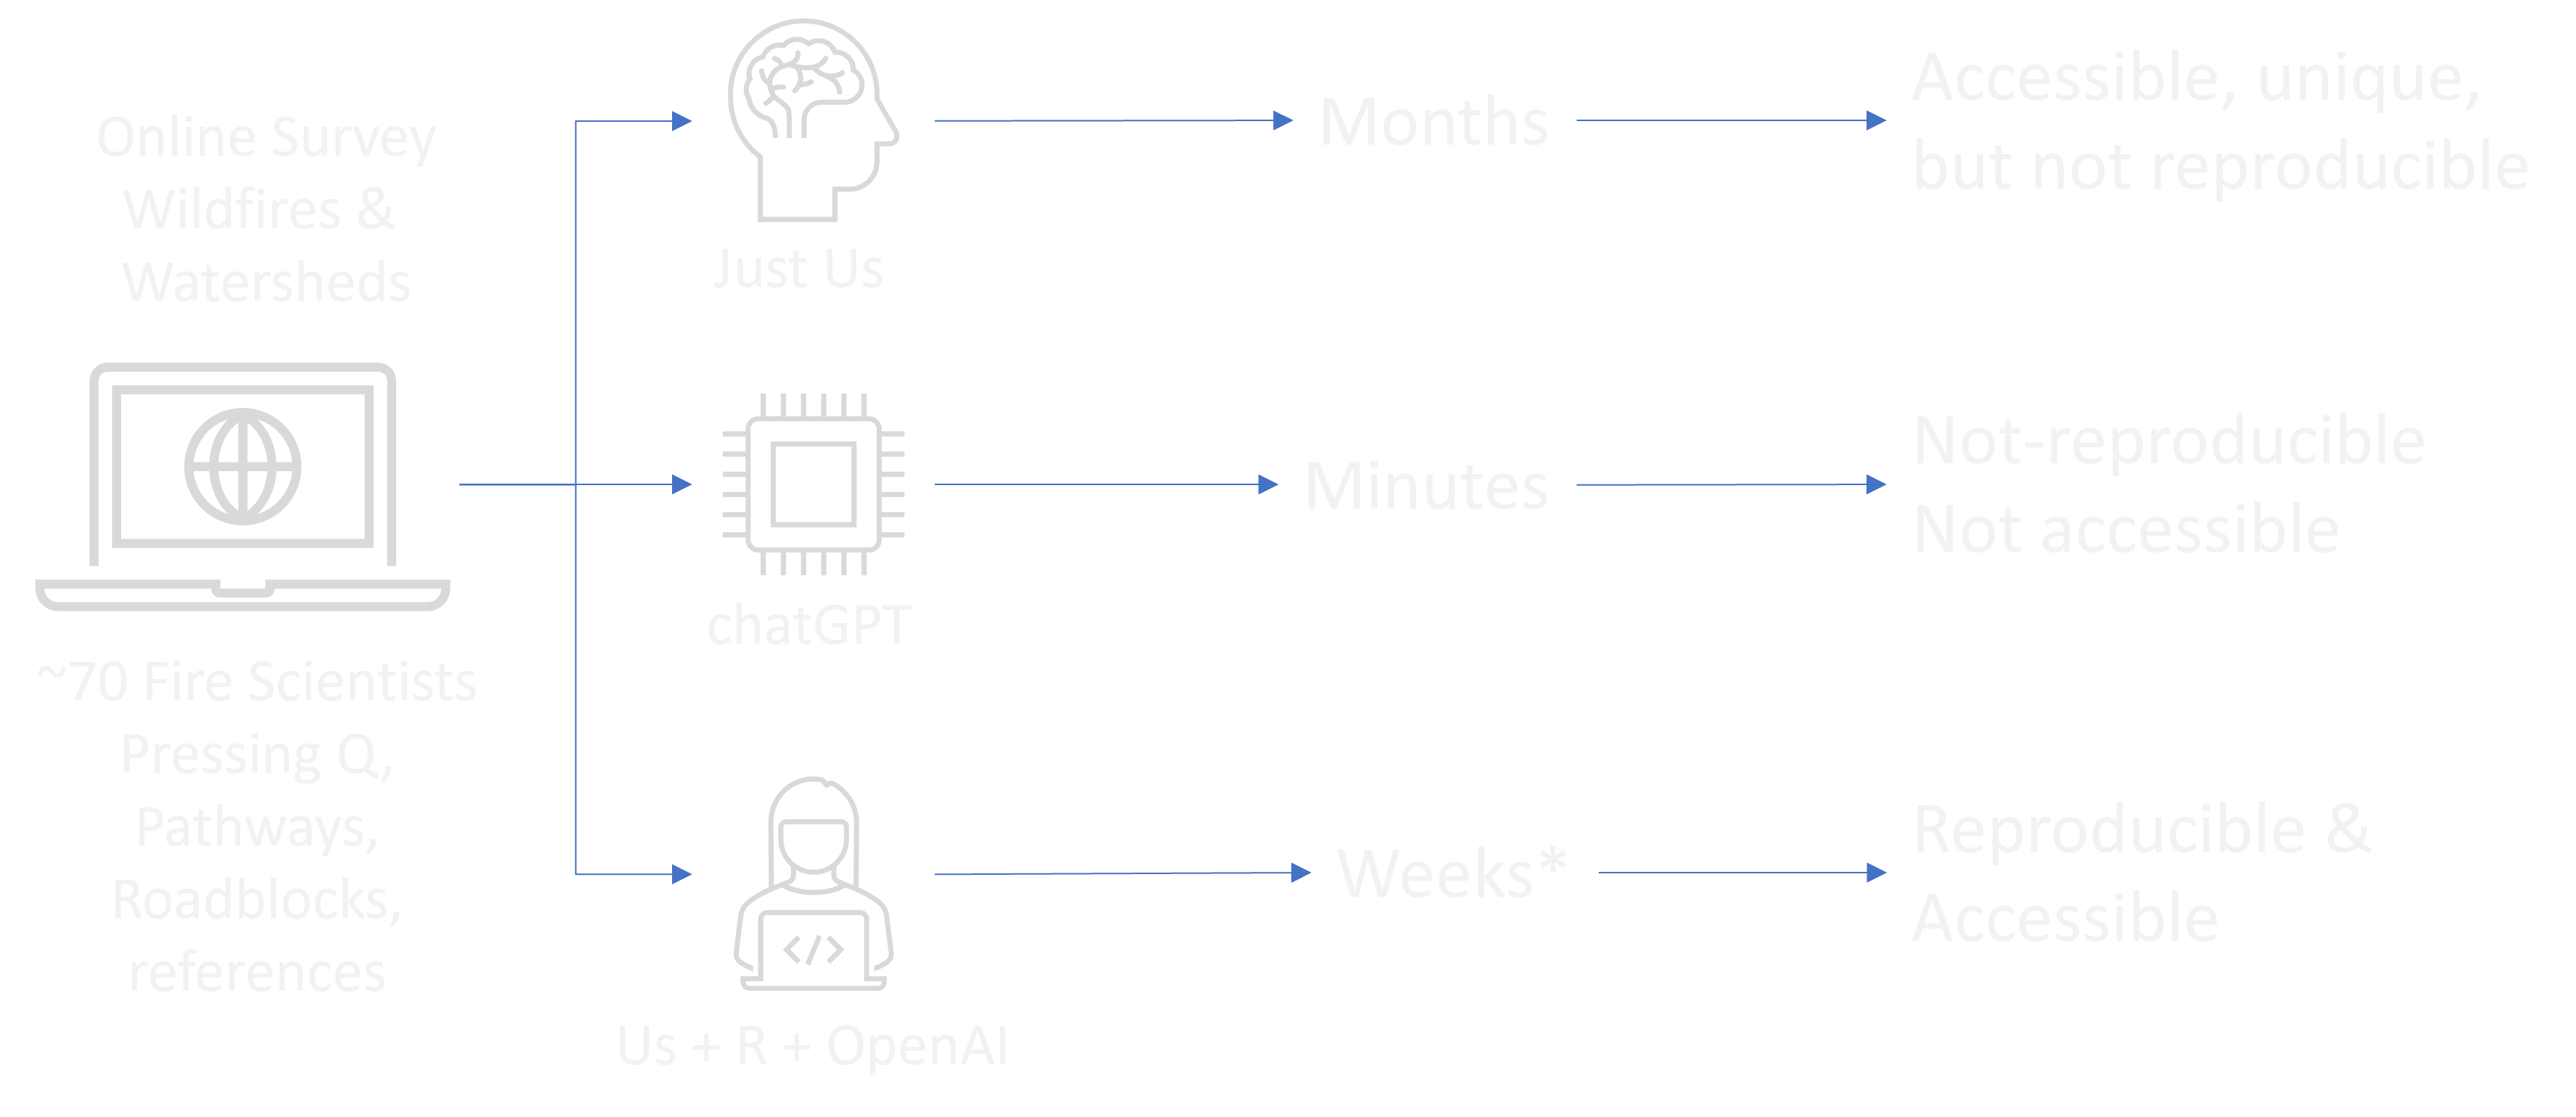 Online Survey
Wildfires &
Watersheds
~70 Fire Scientists
Pressing Q,
Pathways,
Roadblocks,
references
Just Us
Months
Accessible, unique,
but not reproducible
chatGPT
Minutes
Not-reproducible
Not accessible
</>
Us + R + OpenAI
Weeks*
Reproducible &
Accessible